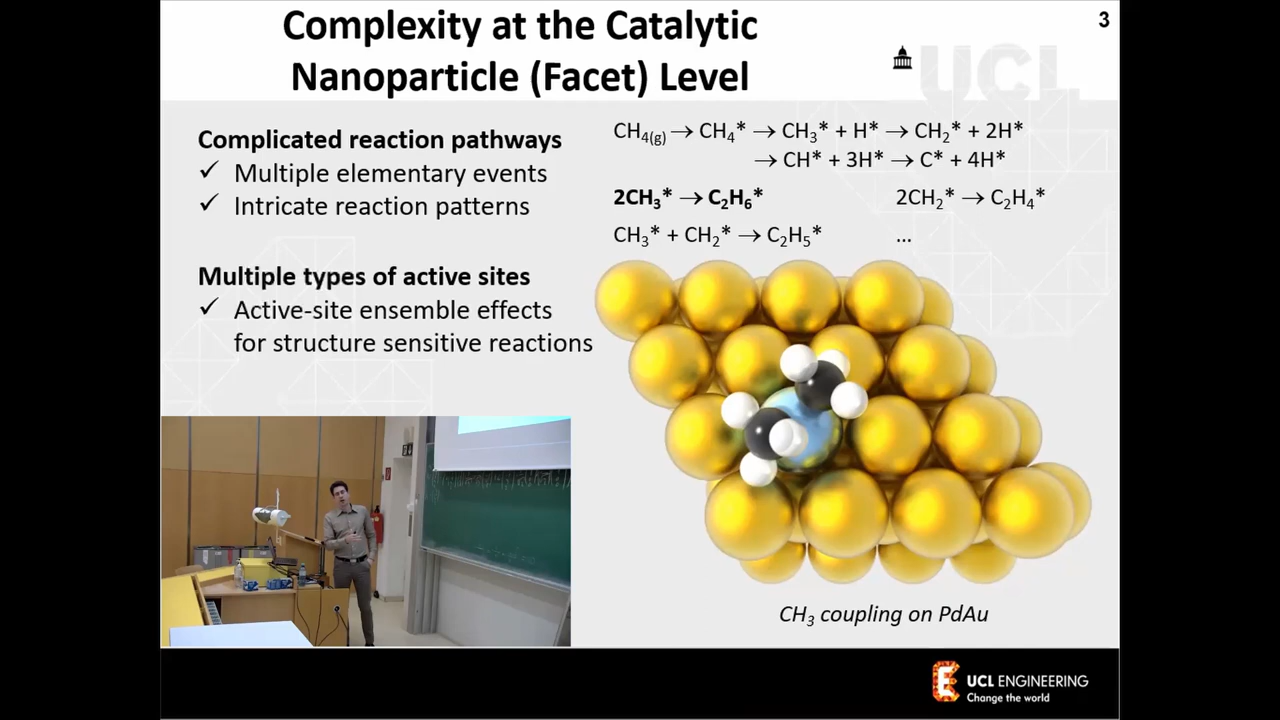 Complexity at the Catalytic
Nanoparticle (Facet) Level
3
UCL
Complicated reaction pathways
✓ Multiple elementary events
✓ Intricate reaction patterns
Multiple types of active sites
✓ Active-site ensemble effects
for structure sensitive reactions
CH₄₍g₎ → CH₄* → CH₃* + H* → CH₂* + 2H*
→ CH* + 3H* → C* + 4H*
2CH₃* → C₂H₆* 2CH₂* → C₂H₄*
CH₃* + CH₂* → C₂H₅* ...
CH₃ coupling on PdAu
UCL ENGINEERING
Change the world